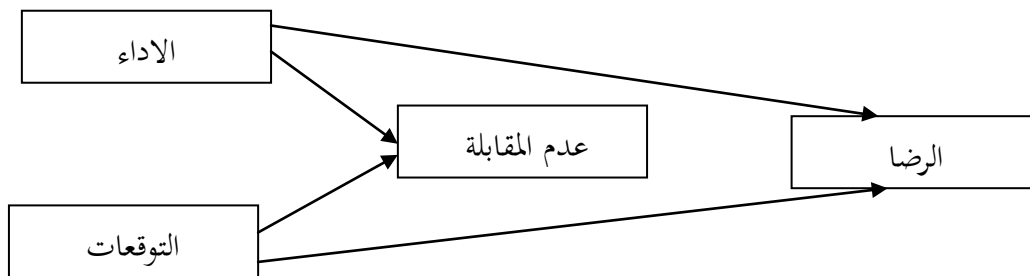 الاداء
عدم المقابلة
الرضا
التوقعات